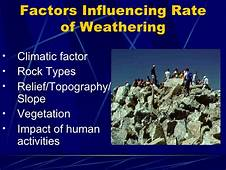 Factors Influencing Rate
of Weathering
• Climatic factor
• Rock Types
• Relief/Topography/
Slope
• Vegetation
• Impact of human
activities